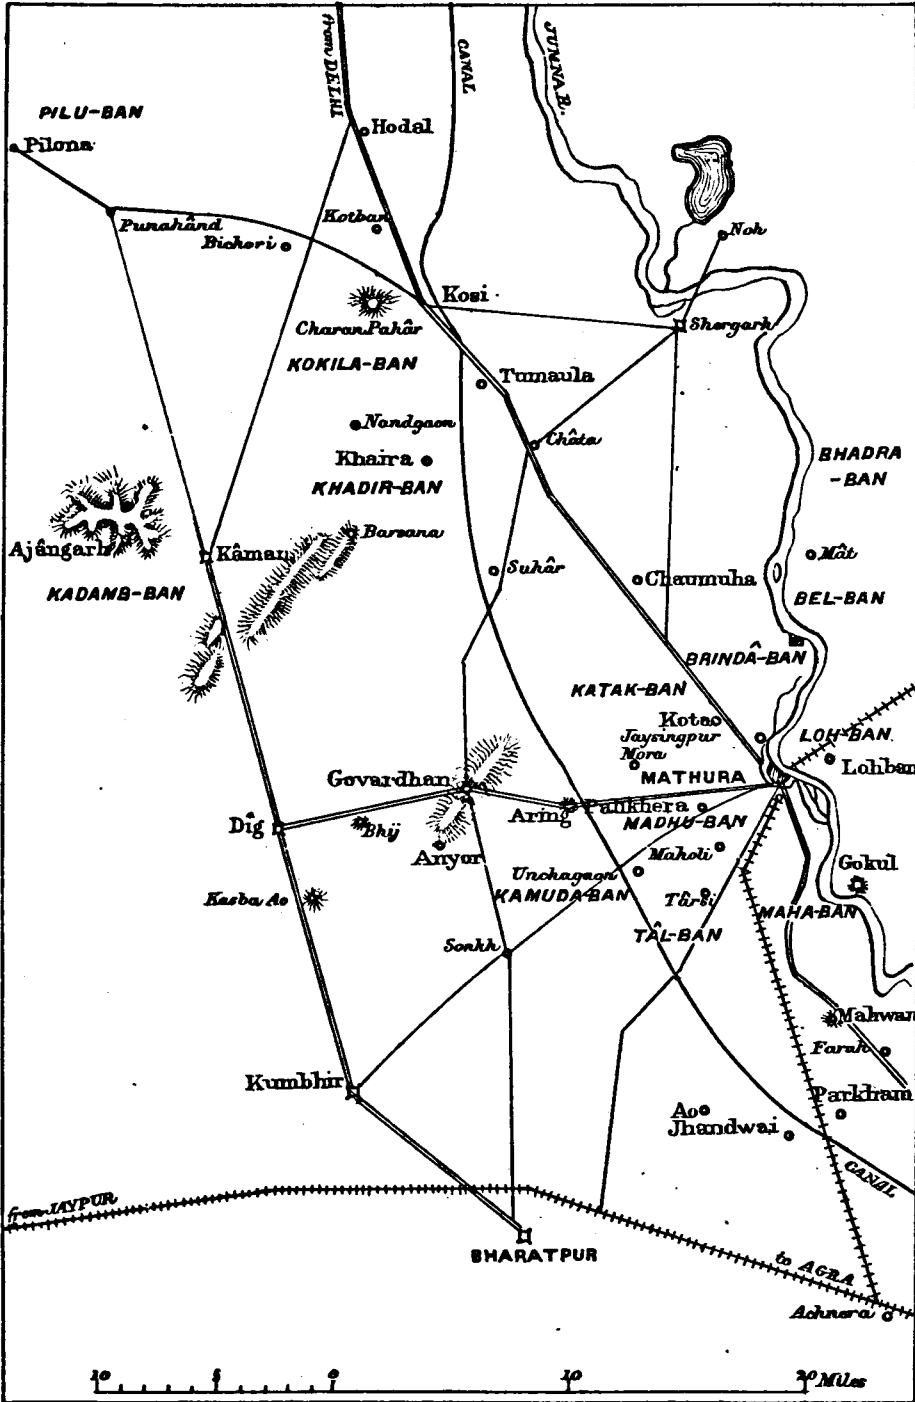 from DELHI
CANAL
JUMNA R.
PILU-BAN
Hodal
Pilona
Punahând
Kotban
Bichori
Noh
Kosi
Charan Pahâr
Shergarh
KOKILA-BAN
Tumaula
Nandgaon
Châta
Khaira
BHADRA
-BAN
KHADIR-BAN
Barsana
Ajângarh
Kâman
Mât
Suhâr
Chaumuha
KADAMB-BAN
BEL-BAN
BRINDÂ-BAN
KATAK-BAN
Kota
Jaysingpur
LOH-BAN
Mora
Lohban
Govardhan
MATHURA
Aring
Palikhera
Dîg
Bhij
MADHU-BAN
Anyor
Maholi
Gokul
Unchagaon
KAMUDA-BAN
Kasba Ao
Târsi
MAHA-BAN
TÂL-BAN
Sonkh
Mahwan
Farah
Kumbhir
Parkham
Ao
Jhandwai
CANAL
from JAYPUR
BHARATPUR
to AGRA
Achnera
10 5 0 10 20 Miles